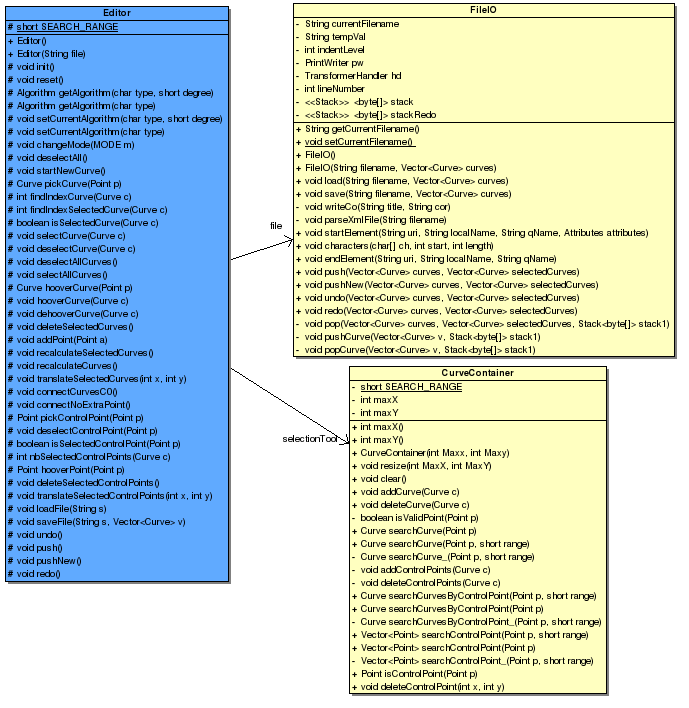 Editor
# short SEARCH_RANGE
+ Editor()
+ Editor(String file)
# void init()
# void reset()
# Algorithm getAlgorithm(char type, short degree)
# Algorithm getAlgorithm(char type)
# void setCurrentAlgorithm(char type, short degree)
# void setCurrentAlgorithm(char type)
# void changeMode(MODE m)
# void deselectAll()
# void startNewCurve()
# Curve pickCurve(Point p)
# int findIndexCurve(Curve c)
# int findIndexSelectedCurve(Curve c)
# boolean isSelectedCurve(Curve c)
# void selectCurve(Curve c)
# void deselectCurve(Curve c)
# void deselectAllCurves()
# void selectAllCurves()
# Curve hooverCurve(Point p)
# void hooverCurve(Curve c)
# void dehooverCurve(Curve c)
# void deleteSelectedCurves()
# void addPoint(Point a)
# void recalculateSelectedCurves()
# void recalculateCurves()
# void translateSelectedCurves(int x, int y)
# void connectCurvesC0()
# void connectNoExtraPoint()
# Point pickControlPoint(Point p)
# void deselectControlPoint(Point p)
# boolean isSelectedControlPoint(Point p)
# int nbSelectedControlPoints(Curve c)
# Point hooverPoint(Point p)
# void deleteSelectedControlPoints()
# void translateSelectedControlPoints(int x, int y)
# void loadFile(String s)
# void saveFile(String s, Vector<Curve> v)
# void undo()
# void push()
# void pushNew()
# void redo()
file
selectionTool
FileIO
- String currentFilename
- String tempVal
- int indentLevel
- PrintWriter pw
- TransformerHandler hd
- int lineNumber
- <<Stack>> <byte[]> stack
- <<Stack>> <byte[]> stackRedo
+ String getCurrentFilename()
+ void setCurrentFilename()
+ FileIO()
+ FileIO(String filename, Vector<Curve> curves)
+ void load(String filename, Vector<Curve> curves)
+ void save(String filename, Vector<Curve> curves)
- void writeCo(String title, String cor)
- void parseXmlFile(String filename)
+ void startElement(String uri, String localName, String qName, Attributes attributes)
+ void characters(char[] ch, int start, int length)
+ void endElement(String uri, String localName, String qName)
+ void push(Vector<Curve> curves, Vector<Curve> selectedCurves)
+ void pushNew(Vector<Curve> curves, Vector<Curve> selectedCurves)
+ void undo(Vector<Curve> curves, Vector<Curve> selectedCurves)
+ void redo(Vector<Curve> curves, Vector<Curve> selectedCurves)
- void pop(Vector<Curve> curves, Vector<Curve> selectedCurves, Stack<byte[]> stack1)
- void pushCurve(Vector<Curve> v, Stack<byte[]> stack1)
- void popCurve(Vector<Curve> v, Stack<byte[]> stack1)
CurveContainer
- short SEARCH_RANGE
- int maxX
- int maxY
+ int maxX()
+ int maxY()
+ CurveContainer(int Maxx, int Maxy)
+ void resize(int MaxX, int MaxY)
+ void clear()
+ void addCurve(Curve c)
+ void deleteCurve(Curve c)
- boolean isValidPoint(Point p)
+ Curve searchCurve(Point p)
+ Curve searchCurve(Point p, short range)
- Curve searchCurve_(Point p, short range)
- void addControlPoints(Curve c)
- void deleteControlPoints(Curve c)
+ Curve searchCurvesByControlPoint(Point p, short range)
+ Curve searchCurvesByControlPoint(Point p)
- Curve searchCurvesByControlPoint_(Point p, short range)
+ Vector<Point> searchControlPoint(Point p, short range)
+ Vector<Point> searchControlPoint(Point p)
- Vector<Point> searchControlPoint_(Point p, short range)
+ Point isControlPoint(Point p)
+ void deleteControlPoint(int x, int y)